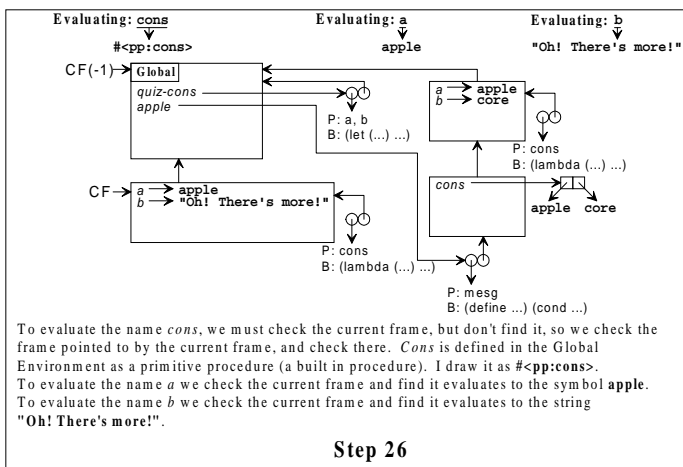 Evaluating: cons Evaluating: a Evaluating: b
#<pp:cons> apple "Oh! There's more!"
CF(-1) Global
quiz-cons
apple
P: a, b
B: (let (...) ...)
a apple
b core
P: cons
B: (lambda (...) ...)
CF a apple
b "Oh! There's more!"
P: cons
B: (lambda (...) ...)
cons
apple core
P: mesg
B: (define ...) (cond ...)
To evaluate the name cons, we must check the current frame, but don't find it, so we check the
frame pointed to by the current frame, and check there. Cons is defined in the Global
Environment as a primitive procedure (a built in procedure). I draw it as #<pp:cons>.
To evaluate the name a we check the current frame and find it evaluates to the symbol apple.
To evaluate the name b we check the current frame and find it evaluates to the string
"Oh! There's more!".
Step 26